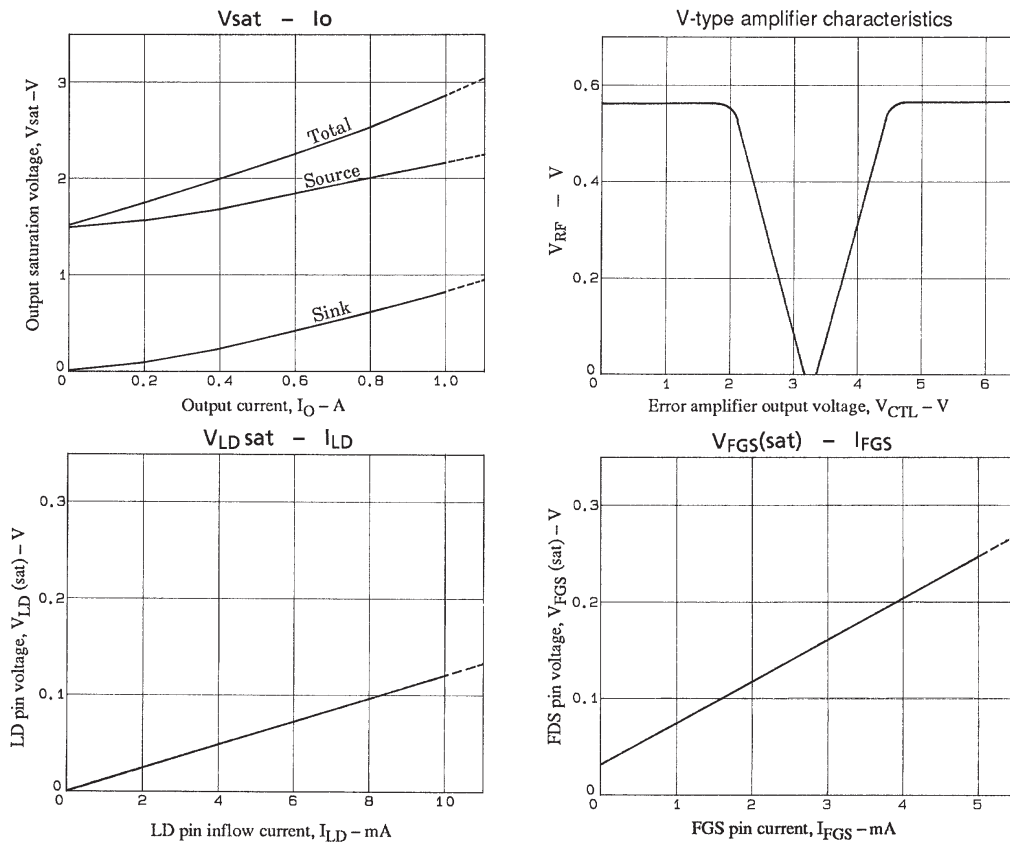 Vsat – Io
Output saturation voltage, Vsat – V
3
2
1
0
Total
Source
Sink
0 0.2 0.4 0.6 0.8 1.0
Output current, IO – A
V-type amplifier characteristics
VRF – V
0.6
0.4
0.2
0
0 1 2 3 4 5 6
Error amplifier output voltage, VCTL – V
VLD sat – ILD
LD pin voltage, VLD (sat) – V
0.3
0.2
0.1
0
0 2 4 6 8 10
LD pin inflow current, ILD – mA
VFGS(sat) – IFGS
FDS pin voltage, VFGS (sat) – V
0.3
0.2
0.1
0
0 1 2 3 4 5
FGS pin current, IFGS – mA